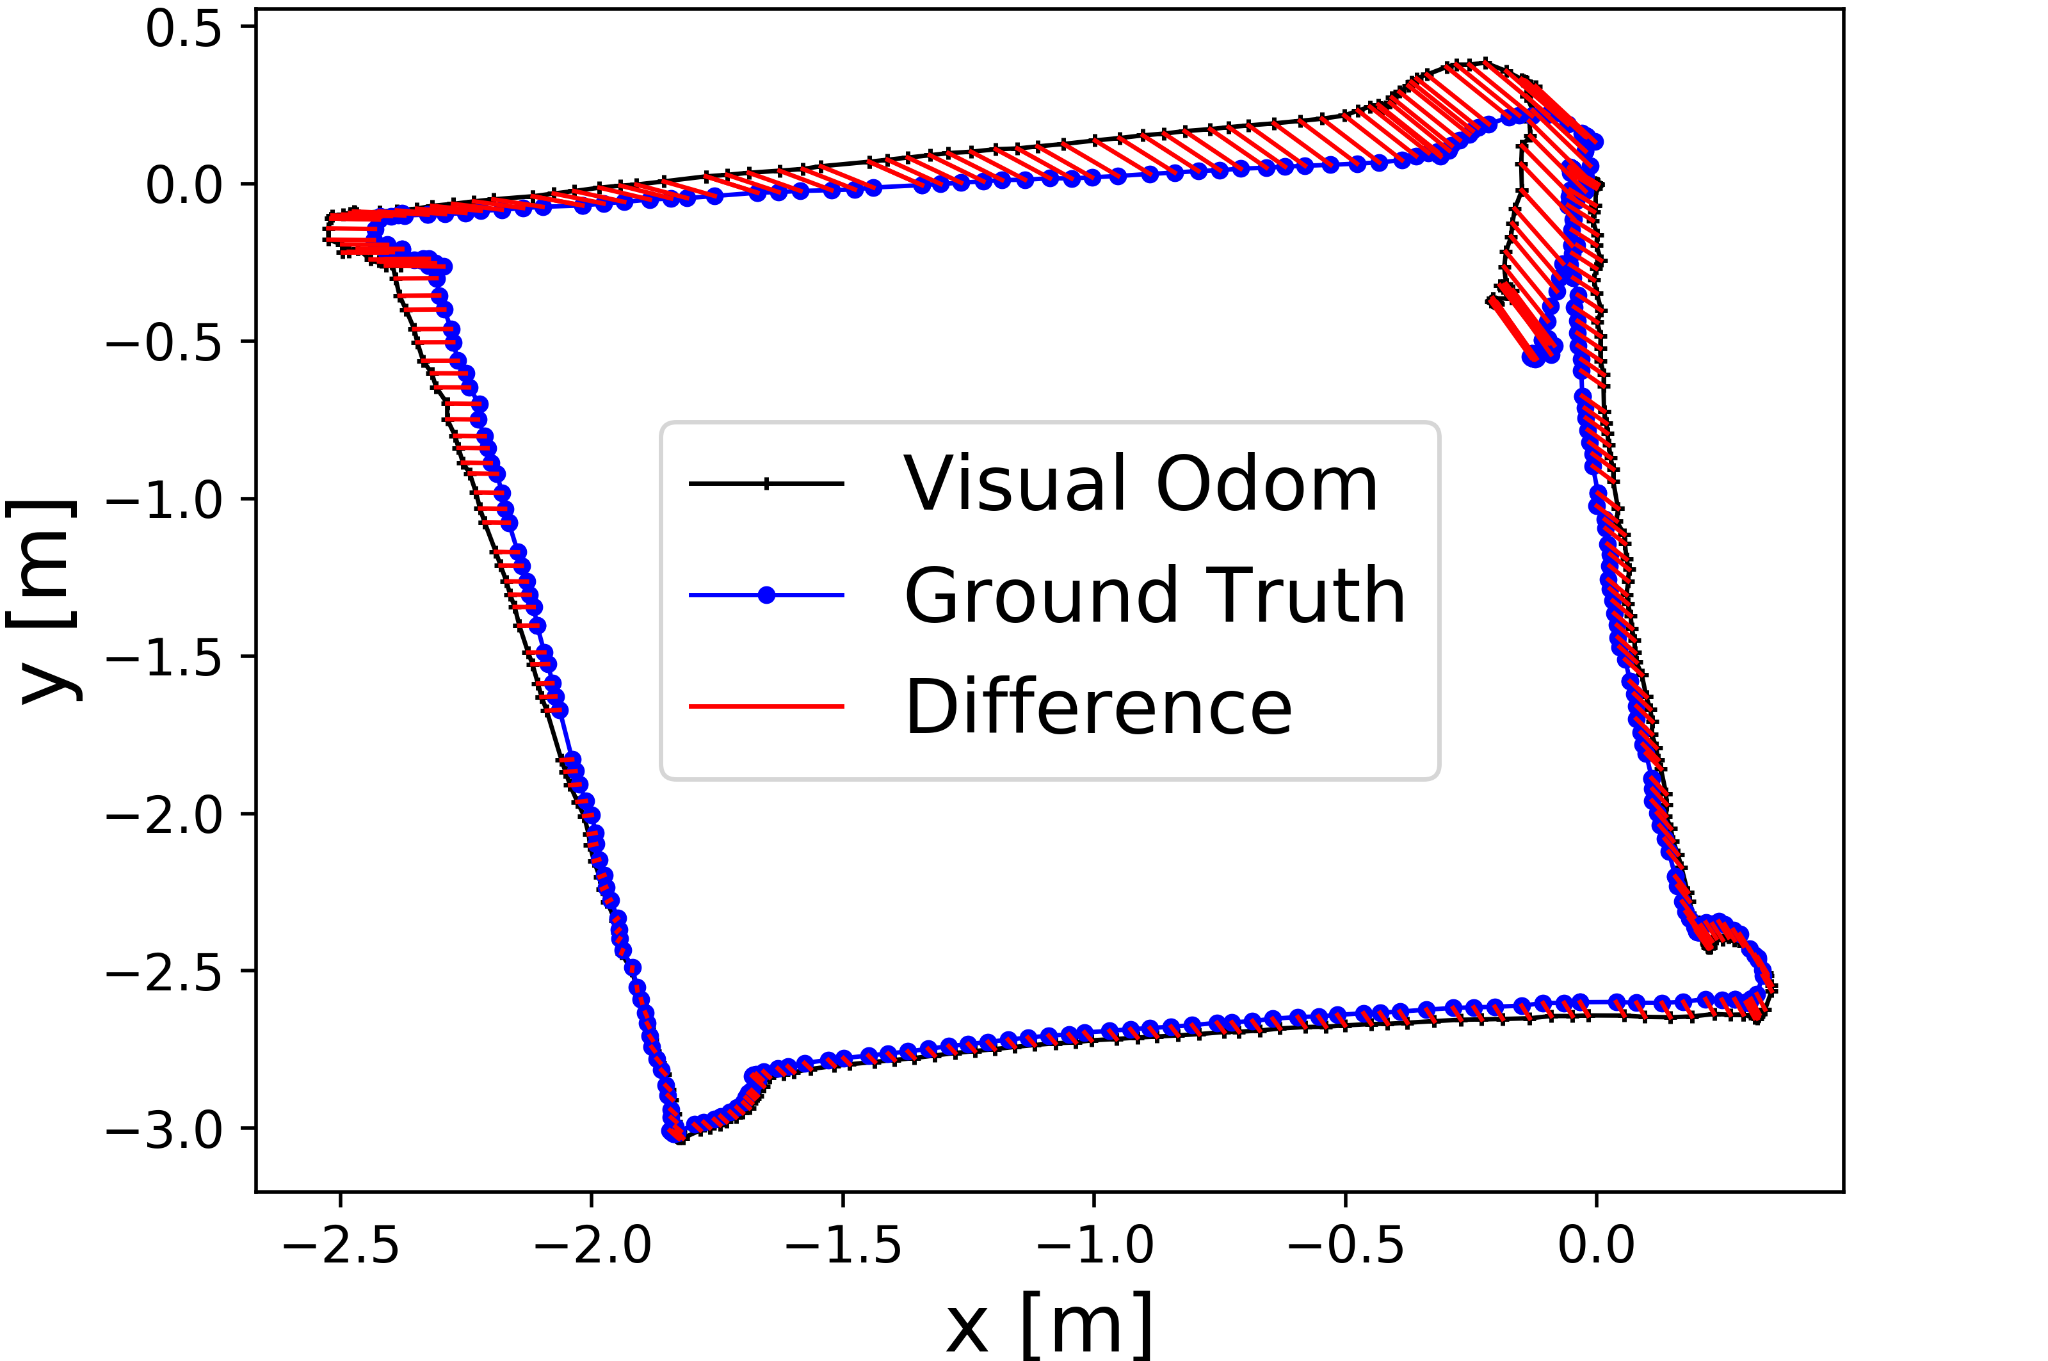 0.5
0.0
−0.5
−1.0
−1.5
−2.0
−2.5
−3.0
y [m]
Visual Odom
Ground Truth
Difference
−2.5 −2.0 −1.5 −1.0 −0.5 0.0
x [m]